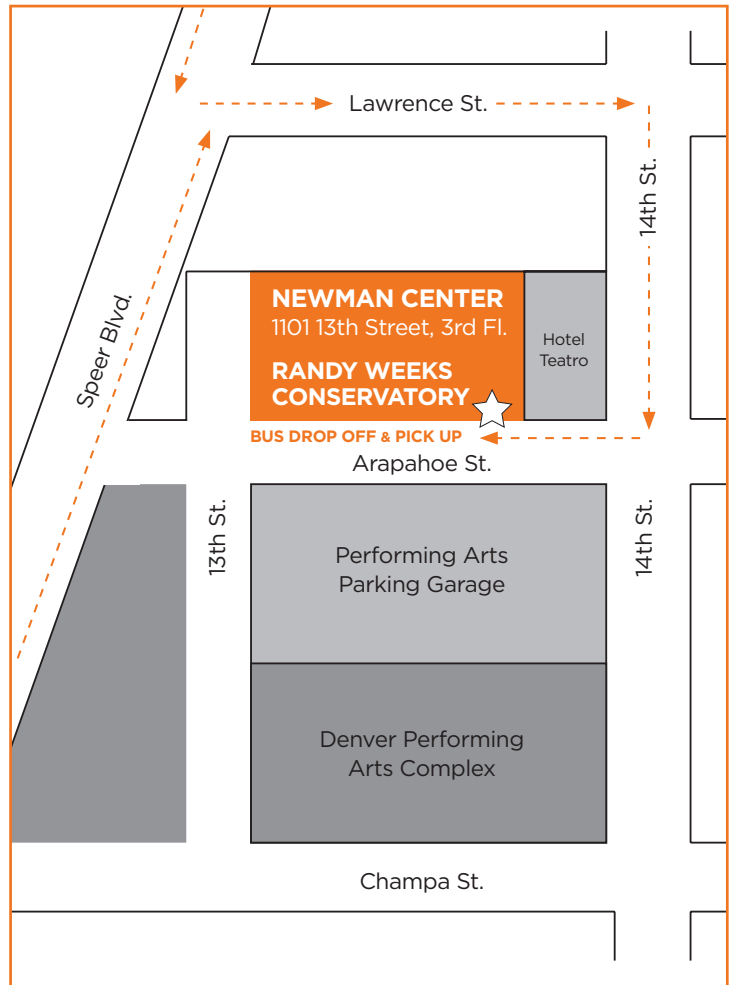 Lawrence St.
14th St.
Speer Blvd.
NEWMAN CENTER
1101 13th Street, 3rd Fl.
RANDY WEEKS
CONSERVATORY
Hotel
Teatro
BUS DROP OFF & PICK UP
Arapahoe St.
13th St.
14th St.
Performing Arts
Parking Garage
Denver Performing
Arts Complex
Champa St.